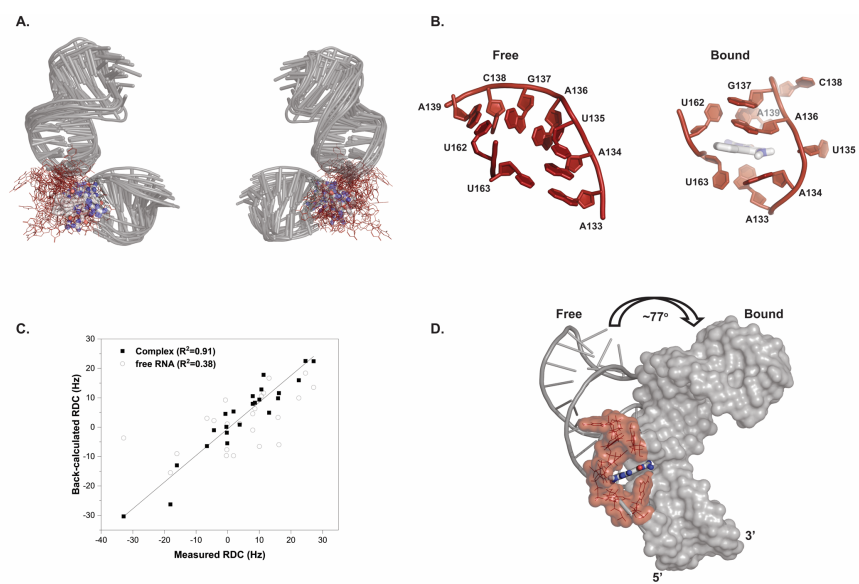 A.
B.
Free
Bound
C138
G137
A136
A139
U135
U162
A134
U163
A133
C138
G137
U162
A139
A136
U135
U163
A134
A133
C.
Complex (R²=0.91)
free RNA (R²=0.38)
30
20
10
0
-10
-20
-30
Back-calculated RDC (Hz)
-40 -30 -20 -10 0 10 20 30
Measured RDC (Hz)
D.
Free
~77°
Bound
3’
5’